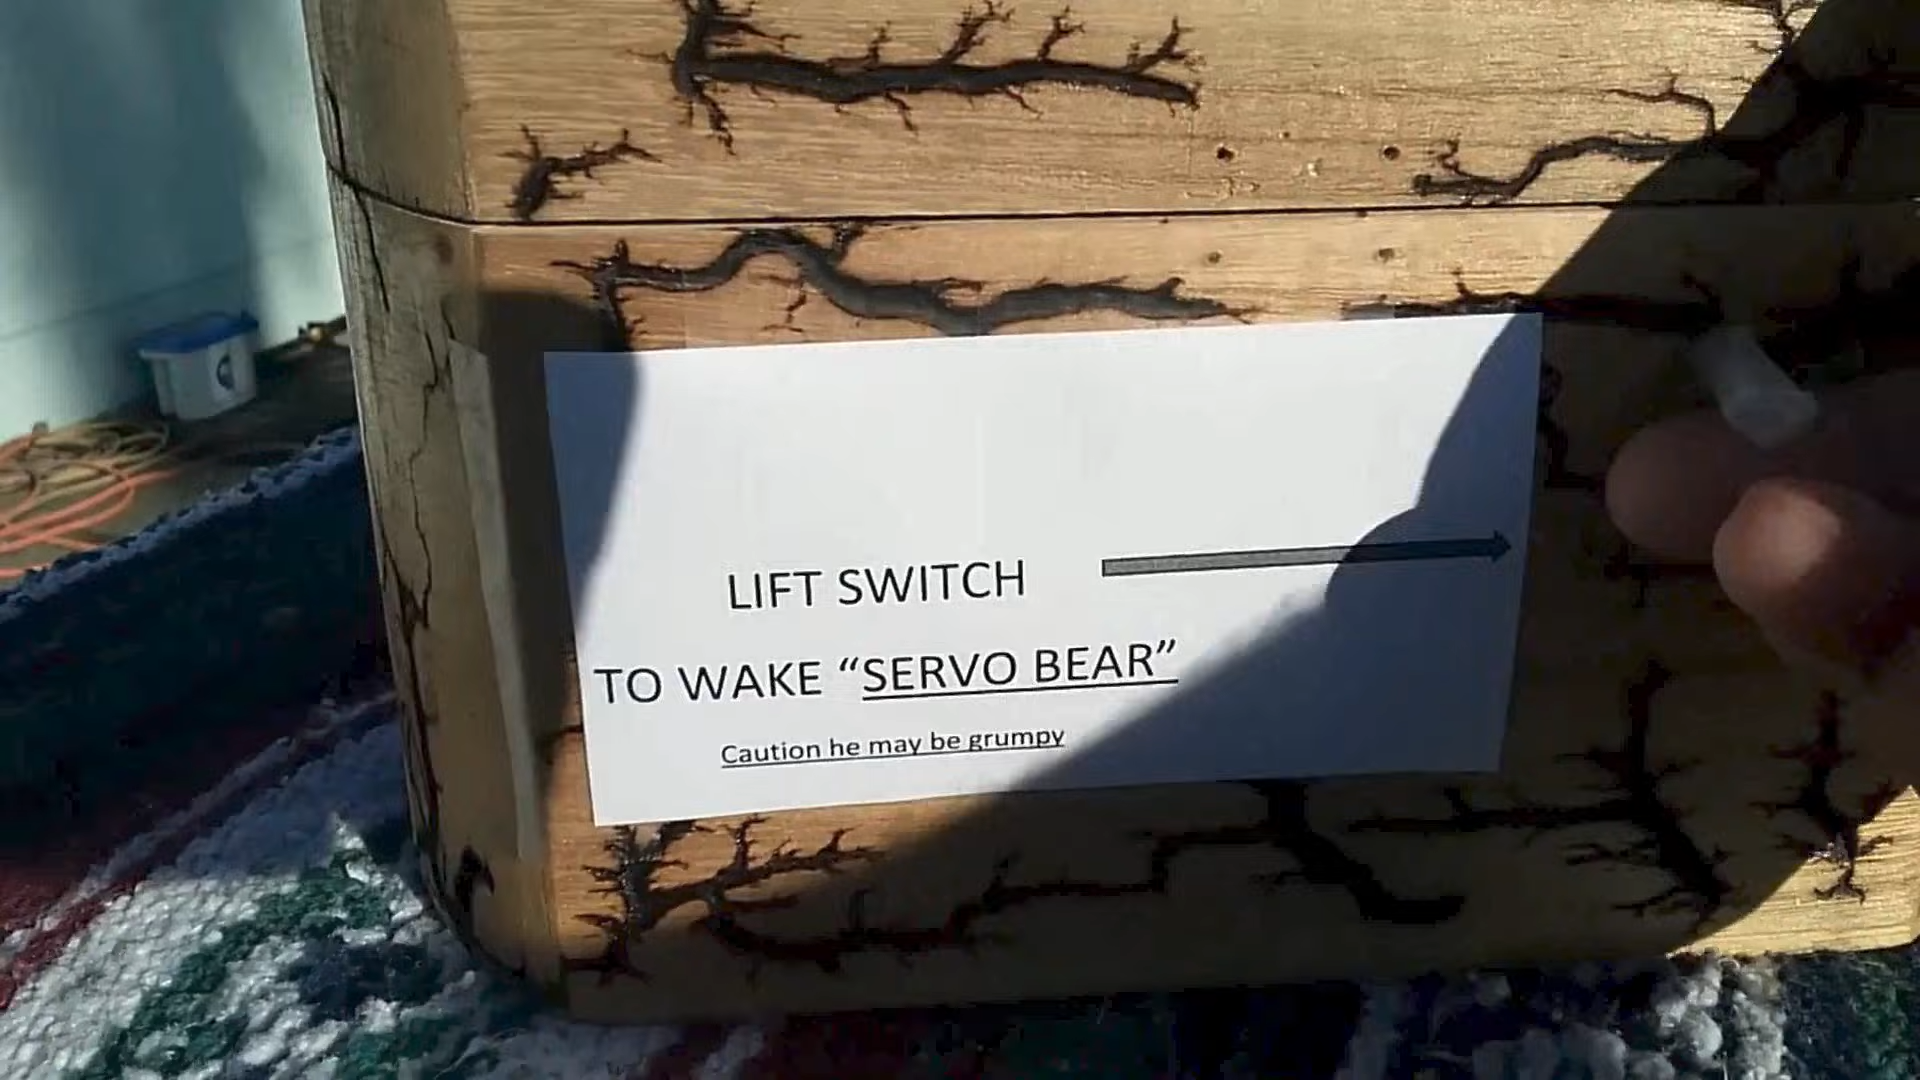 LIFT SWITCH
TO WAKE “SERVO BEAR”
Caution he may be grumpy